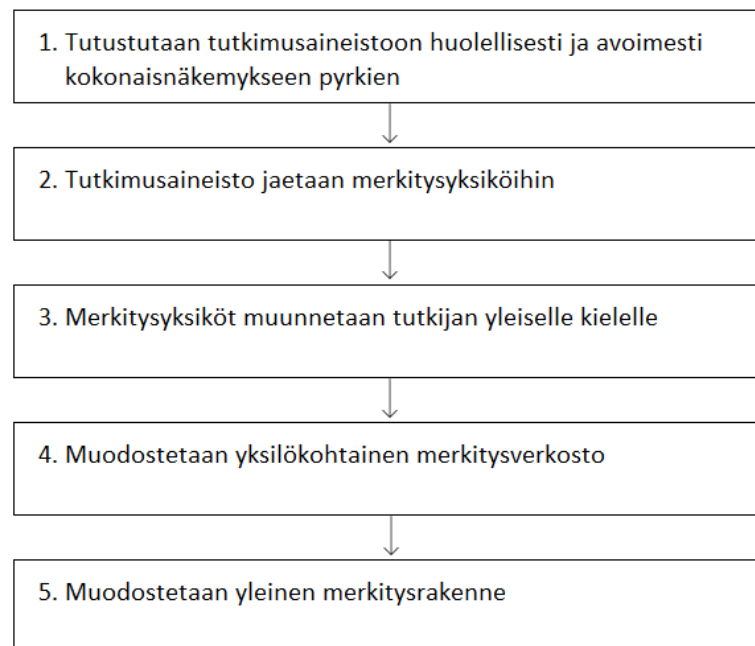 1. Tutustutaan tutkimusaineistoon huolellisesti ja avoimesti
kokonaisnäkemykseen pyrkien
2. Tutkimusaineisto jaetaan merkitysyksiköihin
3. Merkitysyksiköt muunnetaan tutkijan yleiselle kielelle
4. Muodostetaan yksilökohtainen merkitysverkosto
5. Muodostetaan yleinen merkitysrakenne